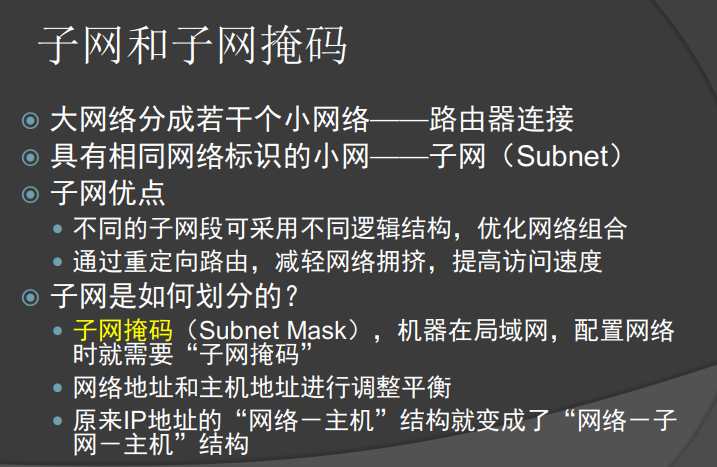 子网和子网掩码
大网络分成若干个小网络——路由器连接
具有相同网络标识的小网——子网（Subnet）
子网优点
不同的子网段可采用不同逻辑结构，优化网络组合
通过重定向路由，减轻网络拥挤，提高访问速度
子网是如何划分的？
子网掩码（Subnet Mask），机器在局域网，配置网络
时就需要“子网掩码”
网络地址和主机地址进行调整平衡
原来IP地址的“网络－主机”结构就变成了“网络－子
网－主机”结构